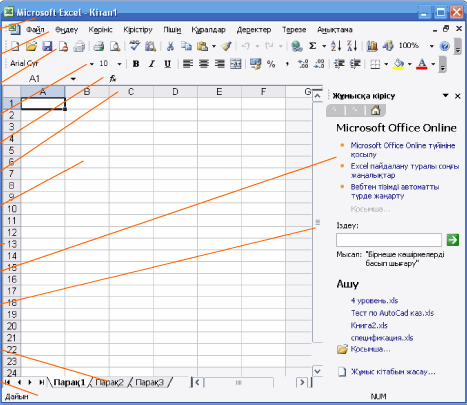 Microsoft Excel - Кітап1
Файл Өңдеу Көрініс Кірістіру Пішін Құралдар Деректер Терезе Анықтама
100%
Arial Cyr 10 Ж К Ч
A1 fx
A B C D E F G
1
2
3
4
5
6
7
8
9
10
11
12
13
14
15
16
17
18
19
20
21
22
23
24
Жұмысқа кірісу
Microsoft Office Online
Microsoft Office Online түйініне
қосылу
Excel пайдалану туралы соңғы
жаңалықтар
Вебтен тізімді автоматты
түрде жаңарту
Қосымша...
Іздеу:
Мысал: "Бірнеше көшірмелерді
басып шығару"
Ашу
4 уровень.xls
Тест по AutoCad каз.xls
Книга2.xls
спецификация.xls
Қосымша...
Жұмыс кітабын жасау...
Парақ1 Парақ2 Парақ3
Дайын NUM